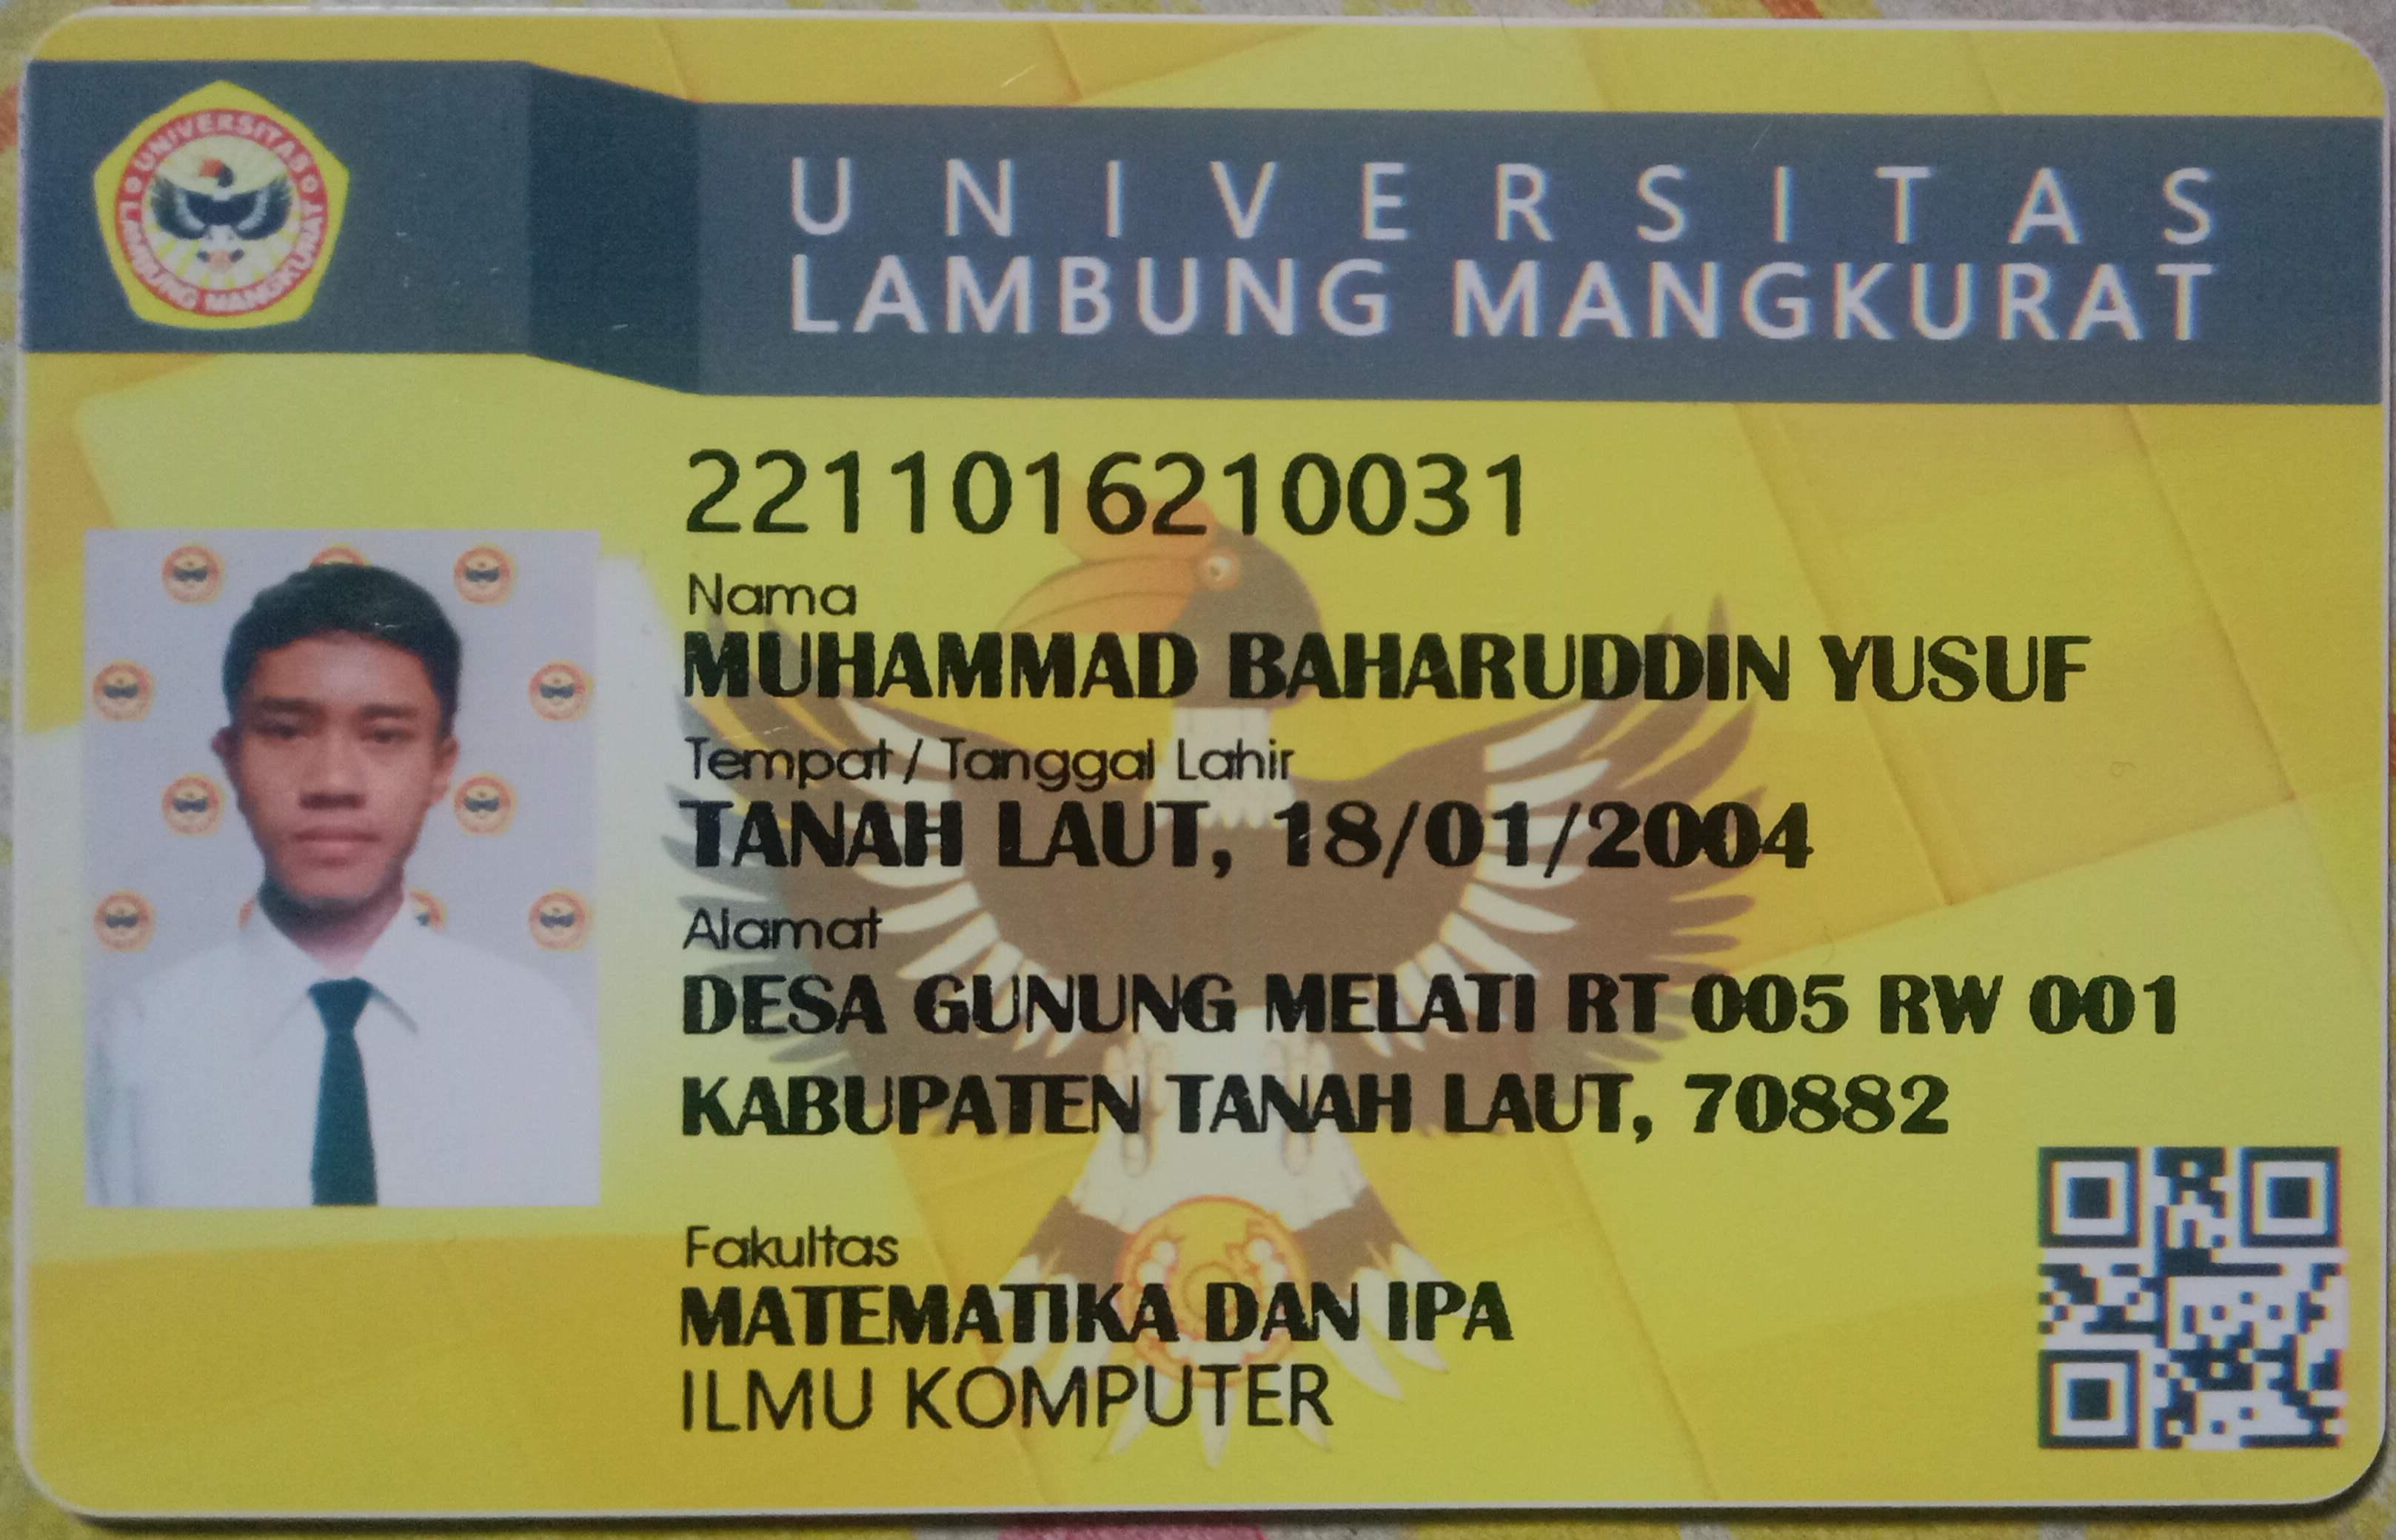 UNIVERSITAS LAMBUNG MANGKURAT
UNIVERSITAS
LAMBUNG MANGKURAT
2211016210031
Nama
MUHAMMAD BAHARUDDIN YUSUF
Tempat / Tanggal Lahir
TANAH LAUT, 18/01/2004
Alamat
DESA GUNUNG MELATI RT 005 RW 001
KABUPATEN TANAH LAUT, 70882
Fakultas
MATEMATIKA DAN IPA
ILMU KOMPUTER